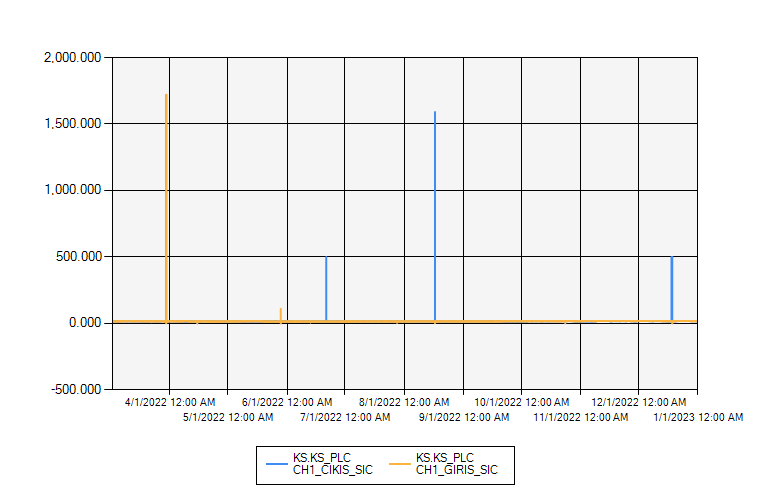 2,000.000
1,500.000
1,000.000
500.000
0.000
-500.000
4/1/2022 12:00 AM
6/1/2022 12:00 AM
8/1/2022 12:00 AM
10/1/2022 12:00 AM
12/1/2022 12:00 AM
5/1/2022 12:00 AM
7/1/2022 12:00 AM
9/1/2022 12:00 AM
11/1/2022 12:00 AM
1/1/2023 12:00 AM
KS.KS_PLC
CH1_CIKIS_SIC
KS.KS_PLC
CH1_GIRIS_SIC